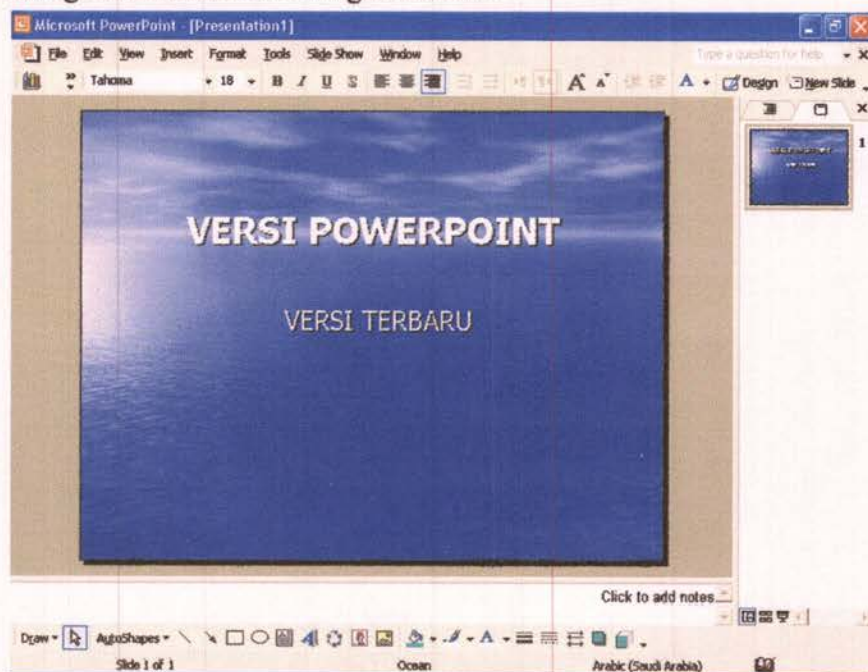 Microsoft PowerPoint - [Presentation1]
File Edit View Insert Format Tools Slide Show Window Help
Type a question for help
Tahoma 18 B I U S A A A Design New Slide
1
VERSI POWERPOINT
VERSI TERBARU
Click to add notes
Draw AutoShapes A A
Slide 1 of 1 Ocean Arabic (Saudi Arabia)